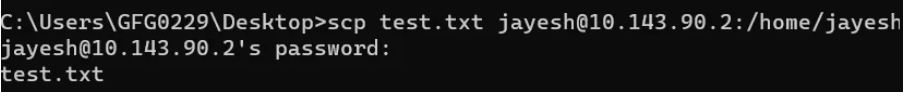 C:\Users\GFG0229\Desktop>scp test.txt jayesh@10.143.90.2:/home/jayesh
jayesh@10.143.90.2's password:
test.txt